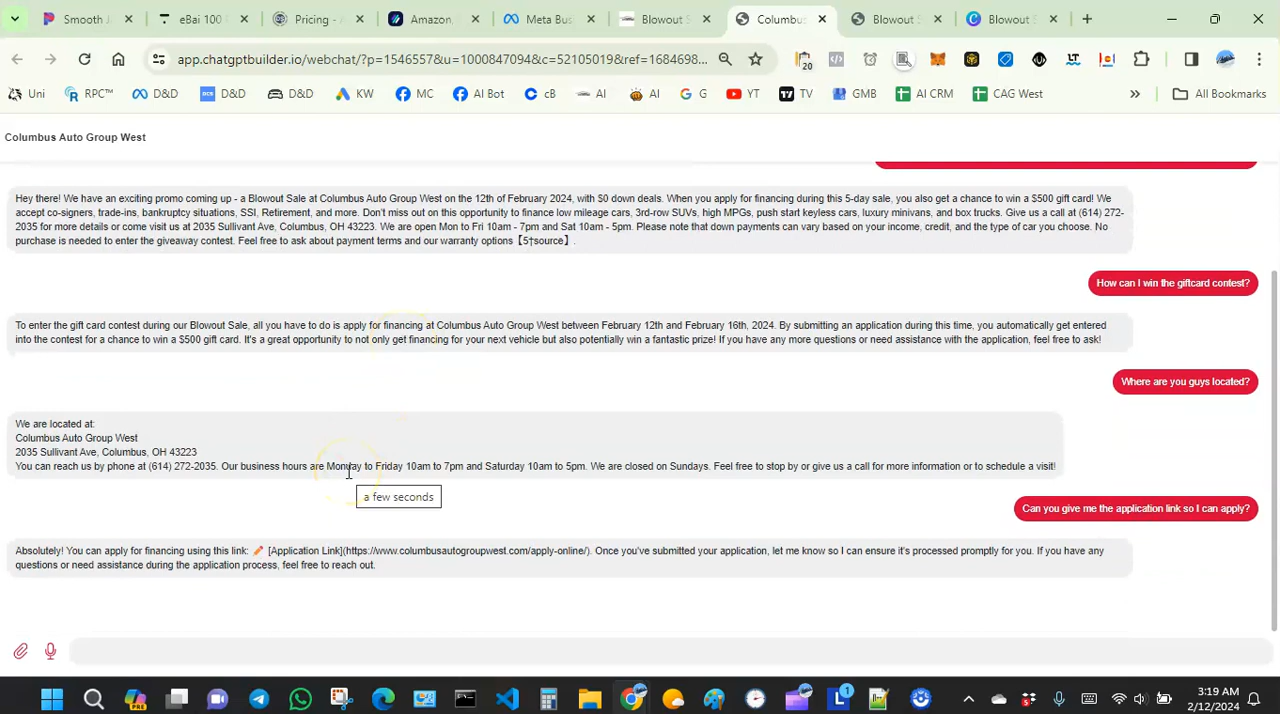 Smooth J
eBai 100
Pricing - A
Amazon
Meta Bus
Blowout S
Columbus
Blowout S
Blowout S
app.chatgptbuilder.io/webchat/?p=1546557&u=1000847094&c=52105019&ref=1684698...
20
Uni
RPC™
D&D
D&D
D&D
KW
MC
AI Bot
cB
AI
AI
G
YT
TV
GMB
AI CRM
CAG West
All Bookmarks
Columbus Auto Group West
Hey there! We have an exciting promo coming up - a Blowout Sale at Columbus Auto Group West on the 12th of February 2024, with $0 down deals. When you apply for financing during this 5-day sale, you also get a chance to win a $500 gift card! We
accept co-signers, trade-ins, bankruptcy situations, SSI, Retirement, and more. Don't miss out on this opportunity to finance low mileage cars, 3rd-row SUVs, high MPGs, push start keyless cars, luxury minivans, and box trucks. Give us a call at (614) 272-
2035 for more details or come visit us at 2035 Sullivant Ave, Columbus, OH 43223. We are open Mon to Fri 10am - 7pm and Sat 10am - 5pm. Please note that down payments can vary based on your income, credit, and the type of car you choose. No
purchase is needed to enter the giveaway contest. Feel free to ask about payment terms and our warranty options【5†source】.
How can I win the giftcard contest?
To enter the gift card contest during our Blowout Sale, all you have to do is apply for financing at Columbus Auto Group West between February 12th and February 16th, 2024. By submitting an application during this time, you automatically get entered
into the contest for a chance to win a $500 gift card. It's a great opportunity to not only get financing for your next vehicle but also potentially win a fantastic prize! If you have any more questions or need assistance with the application, feel free to ask!
Where are you guys located?
We are located at:
Columbus Auto Group West
2035 Sullivant Ave, Columbus, OH 43223
You can reach us by phone at (614) 272-2035. Our business hours are Monday to Friday 10am to 7pm and Saturday 10am to 5pm. We are closed on Sundays. Feel free to stop by or give us a call for more information or to schedule a visit!
a few seconds
Can you give me the application link so I can apply?
Absolutely! You can apply for financing using this link: [Application Link](https://www.columbusautogroupwest.com/apply-online/). Once you've submitted your application, let me know so I can ensure it's processed promptly for you. If you have any
questions or need assistance during the application process, feel free to reach out.
3:19 AM
2/12/2024